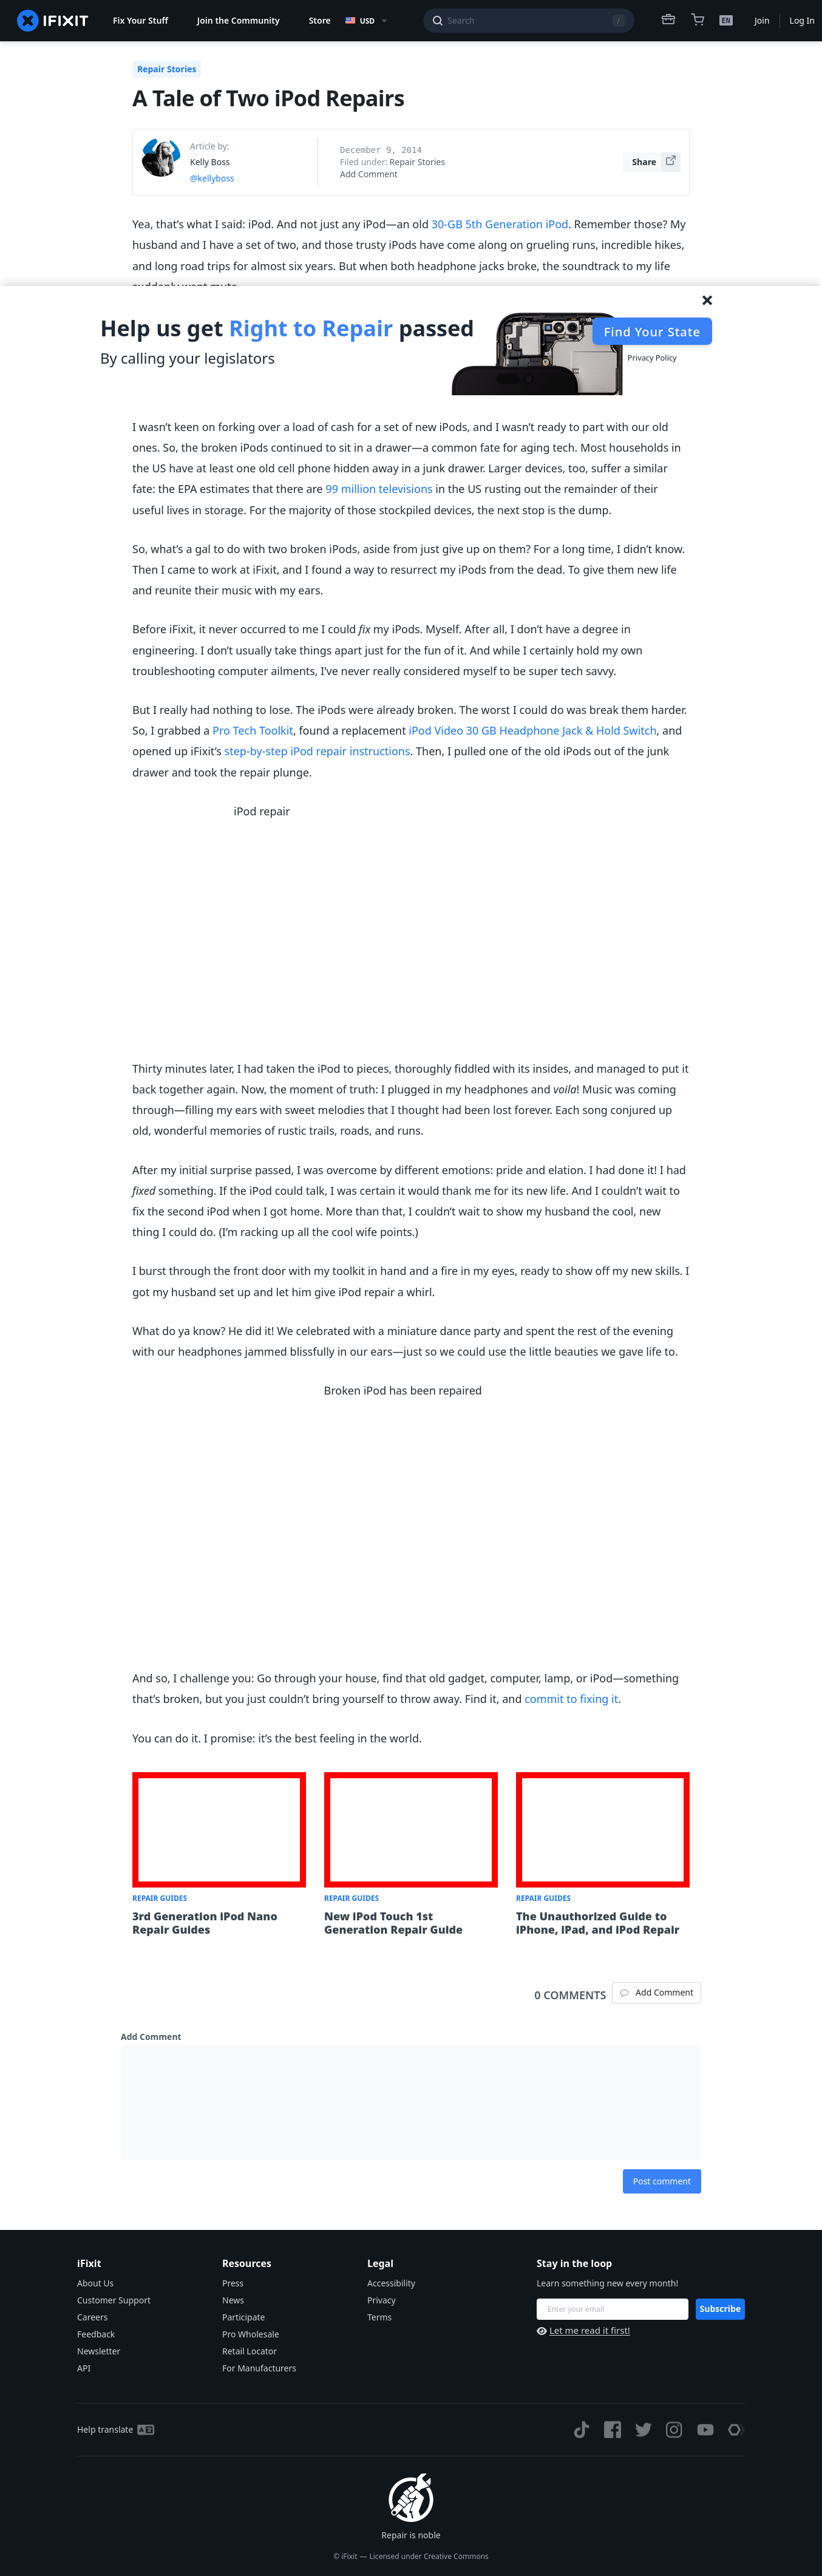 IFIXIT
Fix Your Stuff
Join the Community
Store
USD
Search
/
EN
Join
Log In
Repair Stories
A Tale of Two iPod Repairs
Article by:
Kelly Boss
@kellyboss
December 9, 2014
Filed under: Repair Stories
Add Comment
Share
Yea, that’s what I said: iPod. And not just any iPod—an old 30-GB 5th Generation iPod. Remember those? My
husband and I have a set of two, and those trusty iPods have come along on grueling runs, incredible hikes,
and long road trips for almost six years. But when both headphone jacks broke, the soundtrack to my life
Help us get Right to Repair passed
By calling your legislators
Find Your State
Privacy Policy
I wasn’t keen on forking over a load of cash for a set of new iPods, and I wasn’t ready to part with our old
ones. So, the broken iPods continued to sit in a drawer—a common fate for aging tech. Most households in
the US have at least one old cell phone hidden away in a junk drawer. Larger devices, too, suffer a similar
fate: the EPA estimates that there are 99 million televisions in the US rusting out the remainder of their
useful lives in storage. For the majority of those stockpiled devices, the next stop is the dump.
So, what’s a gal to do with two broken iPods, aside from just give up on them? For a long time, I didn’t know.
Then I came to work at iFixit, and I found a way to resurrect my iPods from the dead. To give them new life
and reunite their music with my ears.
Before iFixit, it never occurred to me I could fix my iPods. Myself. After all, I don’t have a degree in
engineering. I don’t usually take things apart just for the fun of it. And while I certainly hold my own
troubleshooting computer ailments, I’ve never really considered myself to be super tech savvy.
But I really had nothing to lose. The iPods were already broken. The worst I could do was break them harder.
So, I grabbed a Pro Tech Toolkit, found a replacement iPod Video 30 GB Headphone Jack & Hold Switch, and
opened up iFixit’s step-by-step iPod repair instructions. Then, I pulled one of the old iPods out of the junk
drawer and took the repair plunge.
iPod repair
Thirty minutes later, I had taken the iPod to pieces, thoroughly fiddled with its insides, and managed to put it
back together again. Now, the moment of truth: I plugged in my headphones and voila! Music was coming
through—filling my ears with sweet melodies that I thought had been lost forever. Each song conjured up
old, wonderful memories of rustic trails, roads, and runs.
After my initial surprise passed, I was overcome by different emotions: pride and elation. I had done it! I had
fixed something. If the iPod could talk, I was certain it would thank me for its new life. And I couldn’t wait to
fix the second iPod when I got home. More than that, I couldn’t wait to show my husband the cool, new
thing I could do. (I’m racking up all the cool wife points.)
I burst through the front door with my toolkit in hand and a fire in my eyes, ready to show off my new skills. I
got my husband set up and let him give iPod repair a whirl.
What do ya know? He did it! We celebrated with a miniature dance party and spent the rest of the evening
with our headphones jammed blissfully in our ears—just so we could use the little beauties we gave life to.
Broken iPod has been repaired
And so, I challenge you: Go through your house, find that old gadget, computer, lamp, or iPod—something
that’s broken, but you just couldn’t bring yourself to throw away. Find it, and commit to fixing it.
You can do it. I promise: it’s the best feeling in the world.
REPAIR GUIDES
3rd Generation iPod Nano
Repair Guides
REPAIR GUIDES
New iPod Touch 1st
Generation Repair Guide
REPAIR GUIDES
The Unauthorized Guide to
iPhone, iPad, and iPod Repair
0 COMMENTS
Add Comment
Add Comment
Post comment
iFixit
About Us
Customer Support
Careers
Feedback
Newsletter
API
Resources
Press
News
Participate
Pro Wholesale
Retail Locator
For Manufacturers
Legal
Accessibility
Privacy
Terms
Stay in the loop
Learn something new every month!
Enter your email
Subscribe
Let me read it first!
Help translate
Repair is noble
© iFixit — Licensed under Creative Commons